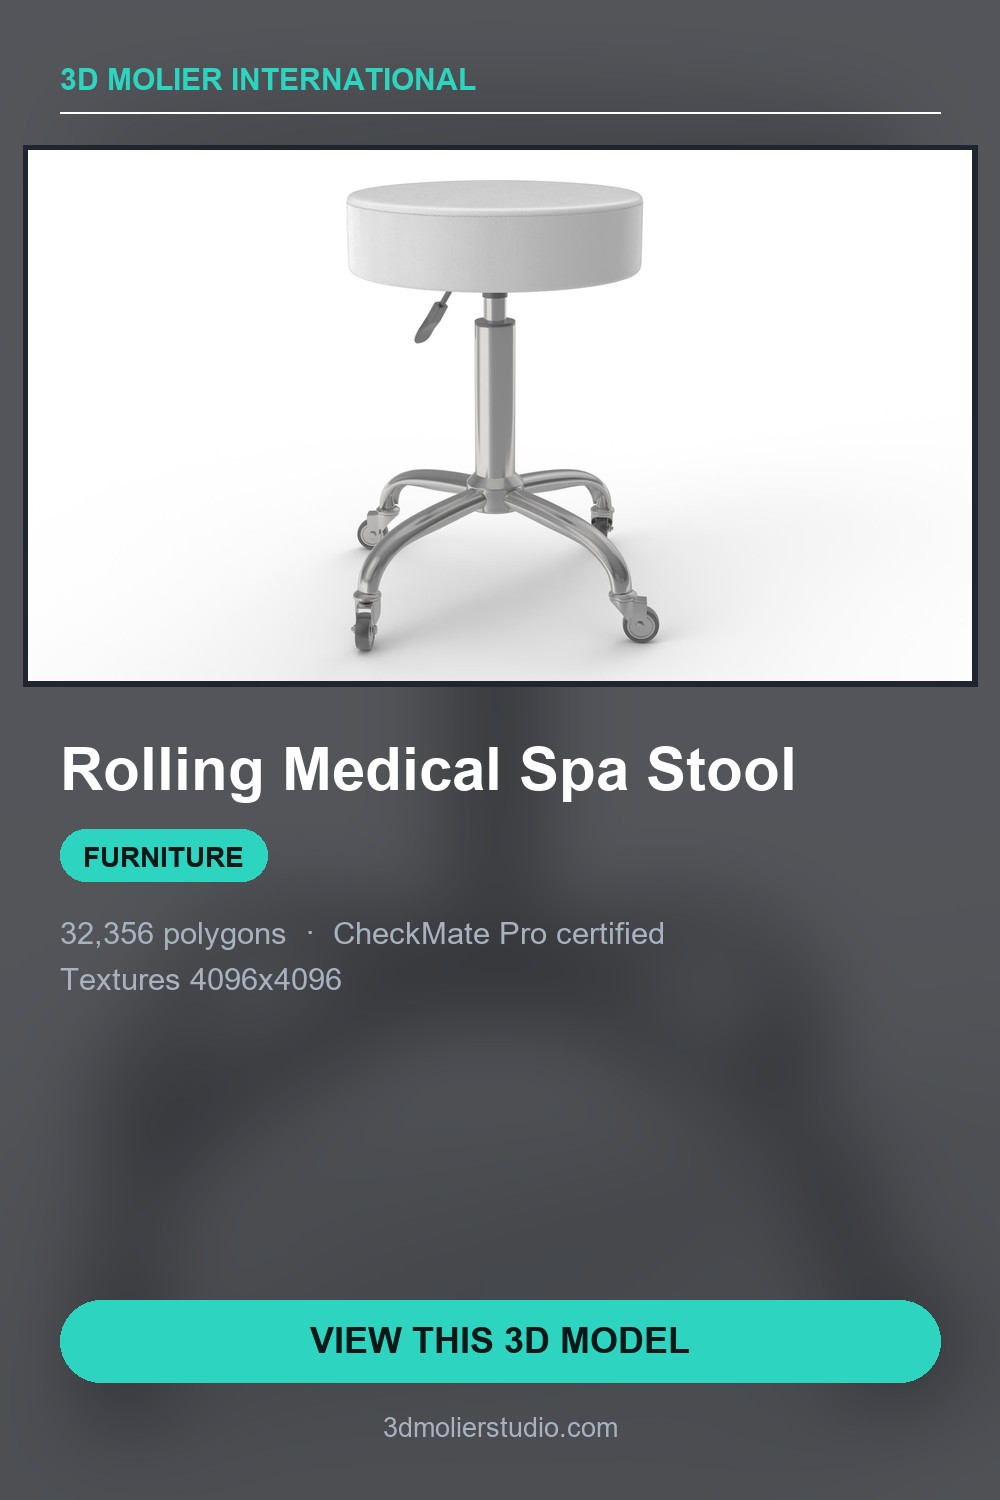 3D MOLIER INTERNATIONAL
Rolling Medical Spa Stool
FURNITURE
32,356 polygons · CheckMate Pro certified
Textures 4096x4096
VIEW THIS 3D MODEL
3dmolierstudio.com